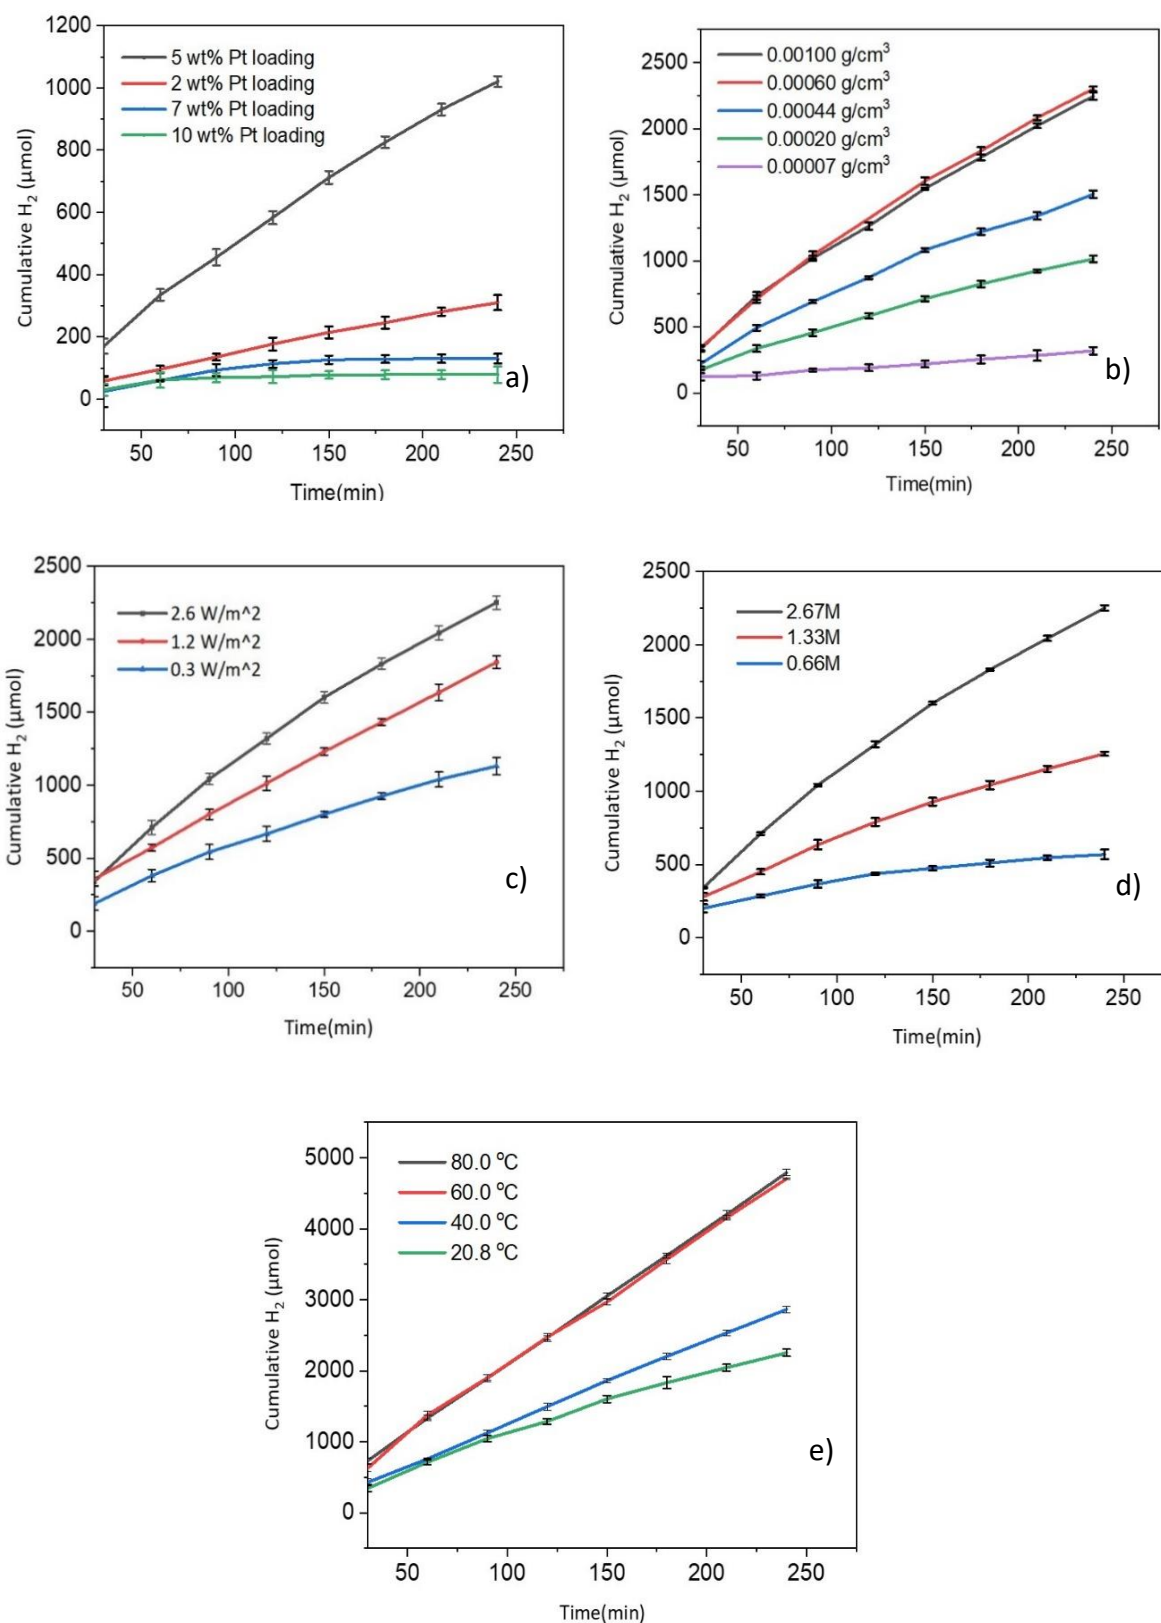 1200
1000
800
600
400
200
0
Cumulative H₂ (µmol)
5 wt% Pt loading
2 wt% Pt loading
7 wt% Pt loading
10 wt% Pt loading
a)
50 100 150 200 250
Time(min)
2500
2000
1500
1000
500
0
Cumulative H₂ (µmol)
0.00100 g/cm³
0.00060 g/cm³
0.00044 g/cm³
0.00020 g/cm³
0.00007 g/cm³
b)
50 100 150 200 250
Time(min)
2500
2000
1500
1000
500
0
Cumulative H₂ (µmol)
2.6 W/m^2
1.2 W/m^2
0.3 W/m^2
c)
50 100 150 200 250
Time(min)
2500
2000
1500
1000
500
0
Cumulative H₂ (µmol)
2.67M
1.33M
0.66M
d)
50 100 150 200 250
Time(min)
5000
4000
3000
2000
1000
0
Cumulative H₂ (µmol)
80.0 °C
60.0 °C
40.0 °C
20.8 °C
e)
50 100 150 200 250
Time(min)